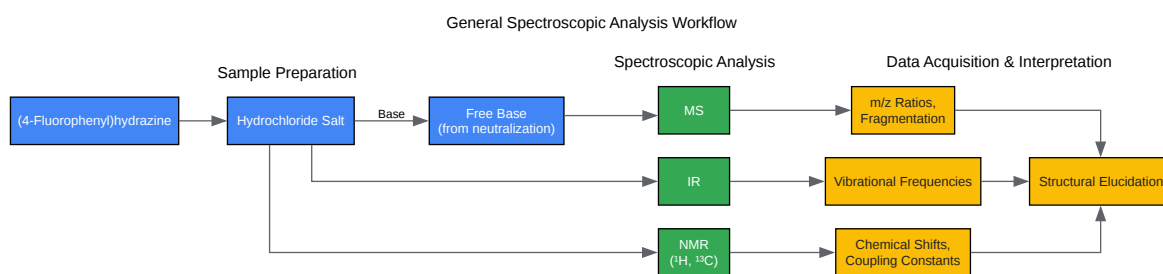 General Spectroscopic Analysis Workflow
Sample Preparation
Spectroscopic Analysis
Data Acquisition & Interpretation
(4-Fluorophenyl)hydrazine
Hydrochloride Salt
Base
Free Base
(from neutralization)
MS
m/z Ratios,
Fragmentation
IR
Vibrational Frequencies
Structural Elucidation
NMR
(¹H, ¹³C)
Chemical Shifts,
Coupling Constants